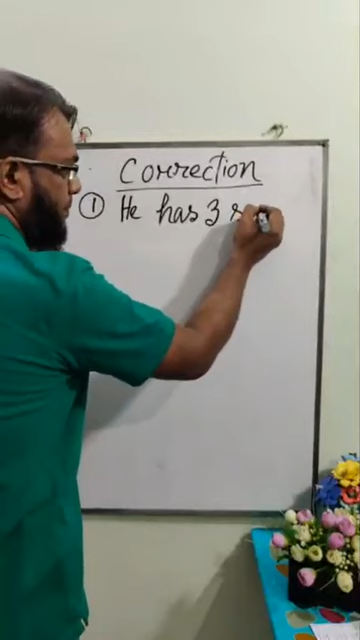 Correction
① He has 3 s